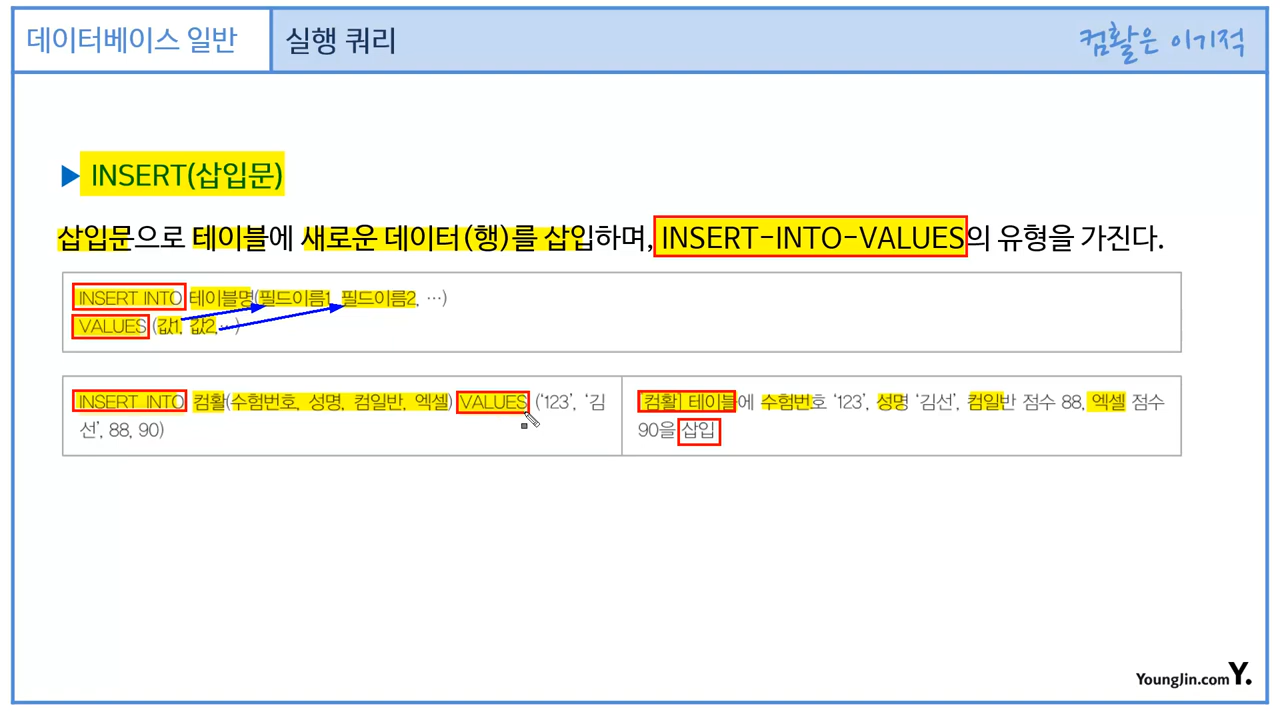 데이터베이스 일반
실행 쿼리
컴활은 이기적
▶ INSERT(삽입문)
삽입문으로 테이블에 새로운 데이터(행)를 삽입하며, INSERT-INTO-VALUES의 유형을 가진다.
INSERT INTO 테이블명(필드이름1, 필드이름2, …)
VALUES (값1, 값2, …)
INSERT INTO 컴활(수험번호, 성명, 컴일반, 엑셀) VALUES (‘123’, ‘김
선’, 88, 90)
[컴활] 테이블에 수험번호 ‘123’, 성명 ‘김선’, 컴일반 점수 88, 엑셀 점수
90을 삽입
YoungJin.com Y.